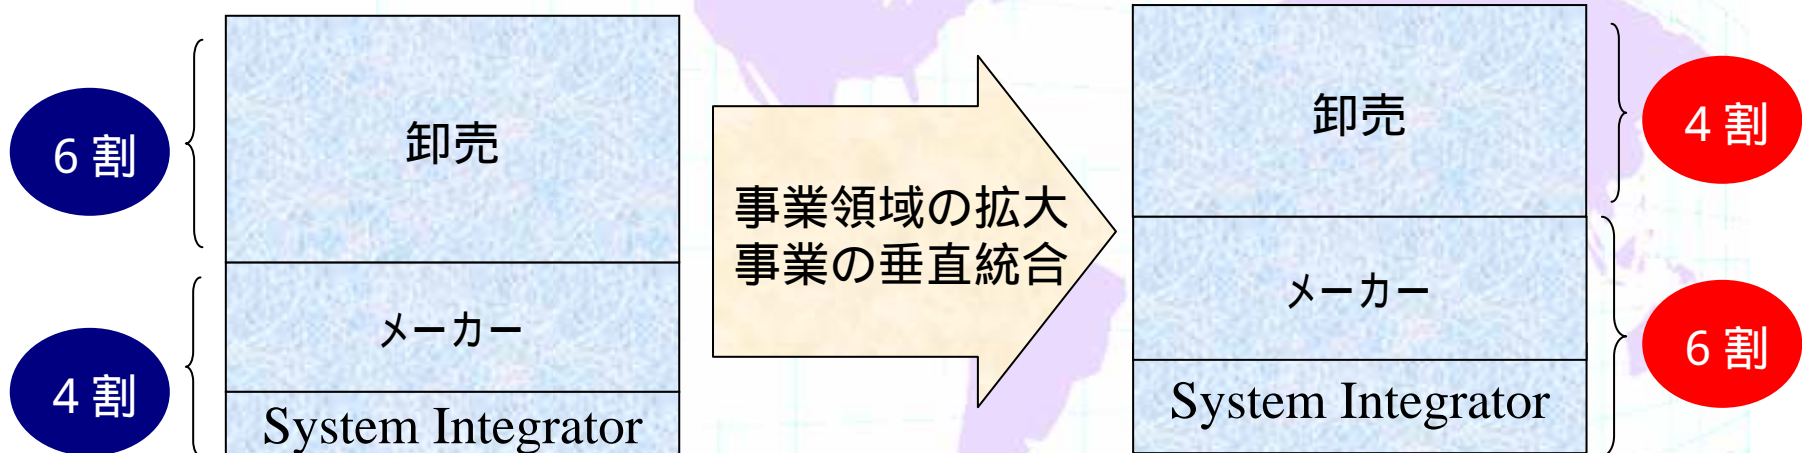 6割
卸売
メーカー
4割
System Integrator
事業領域の拡大
事業の垂直統合
卸売
4割
メーカー
6割
System Integrator